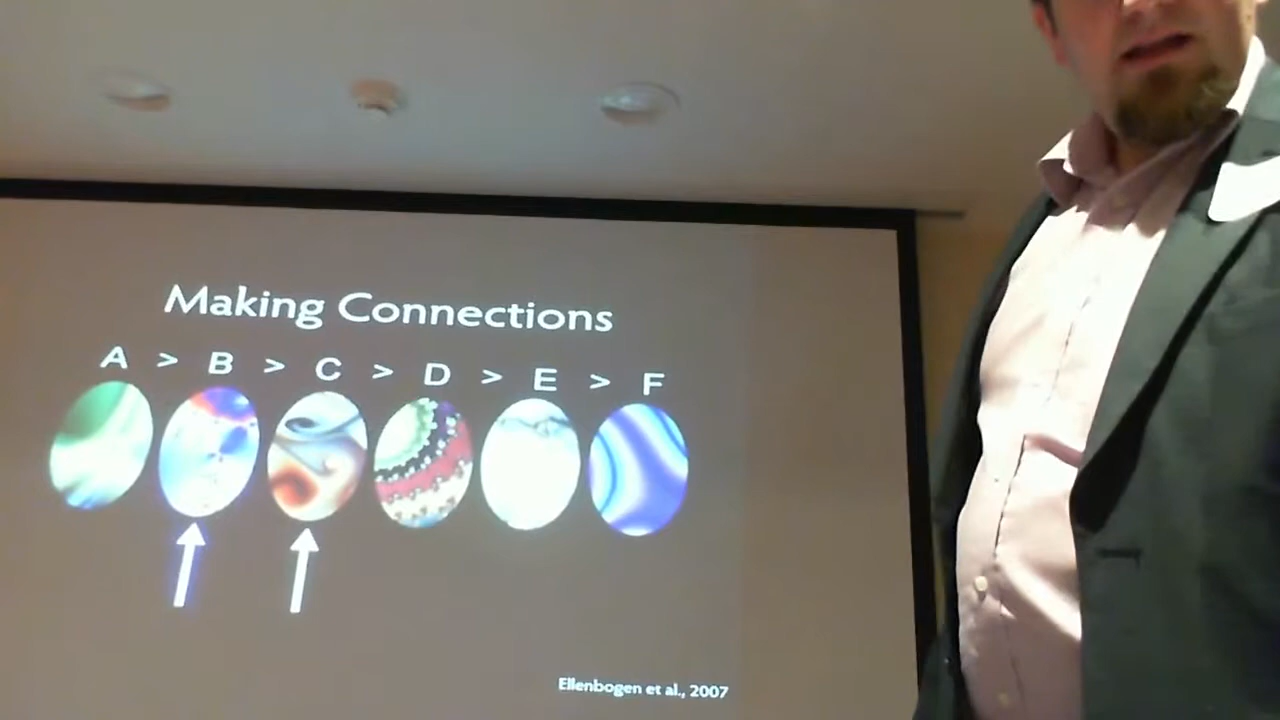 Making Connections
A > B > C > D > E > F
Ellenbogen et al., 2007